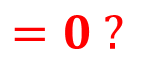 = 0 ?